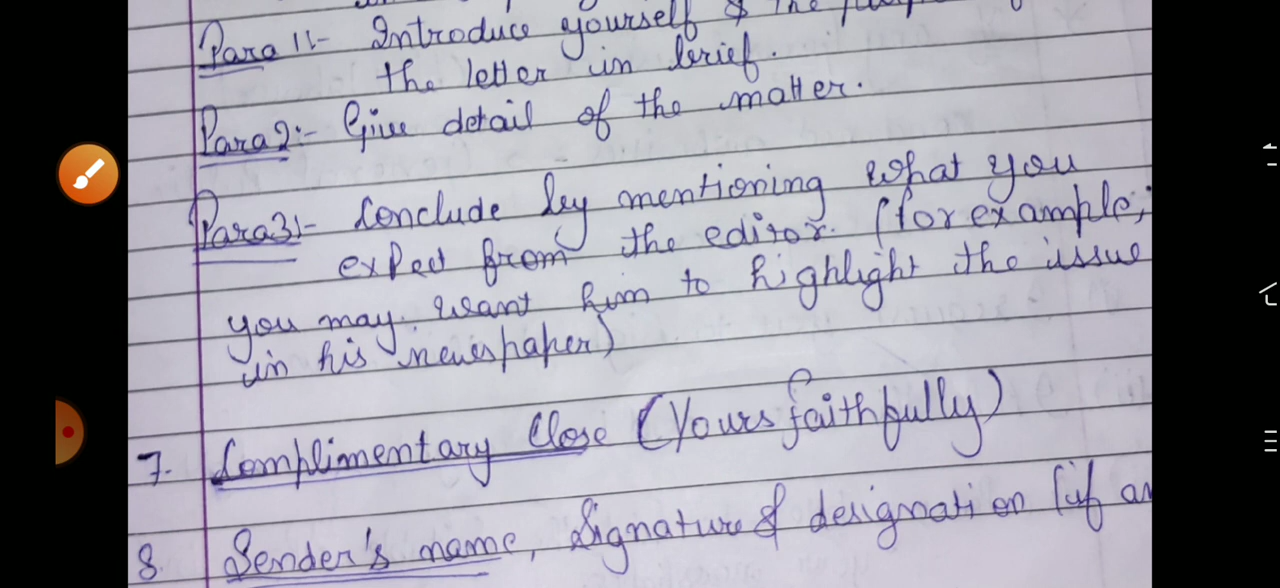 Para 1:- Introduce yourself & the
the letter in brief.
Para 2:- Give detail of the matter.
Para 3:- Conclude by mentioning what you
expect from the editor. (for example,
you may want him to highlight the issue
in his newspaper)
7. Complimentary Close (Yours faithfully)
8. Sender's name, Signature & designation (if